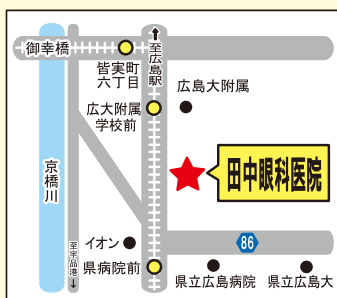 御幸橋
↑至広島駅
皆実町
六丁目
広島大附属
広大附属
学校前
京橋川
田中眼科医院
イオン
86
至宇品港↓
県病院前
県立広島病院
県立広島大